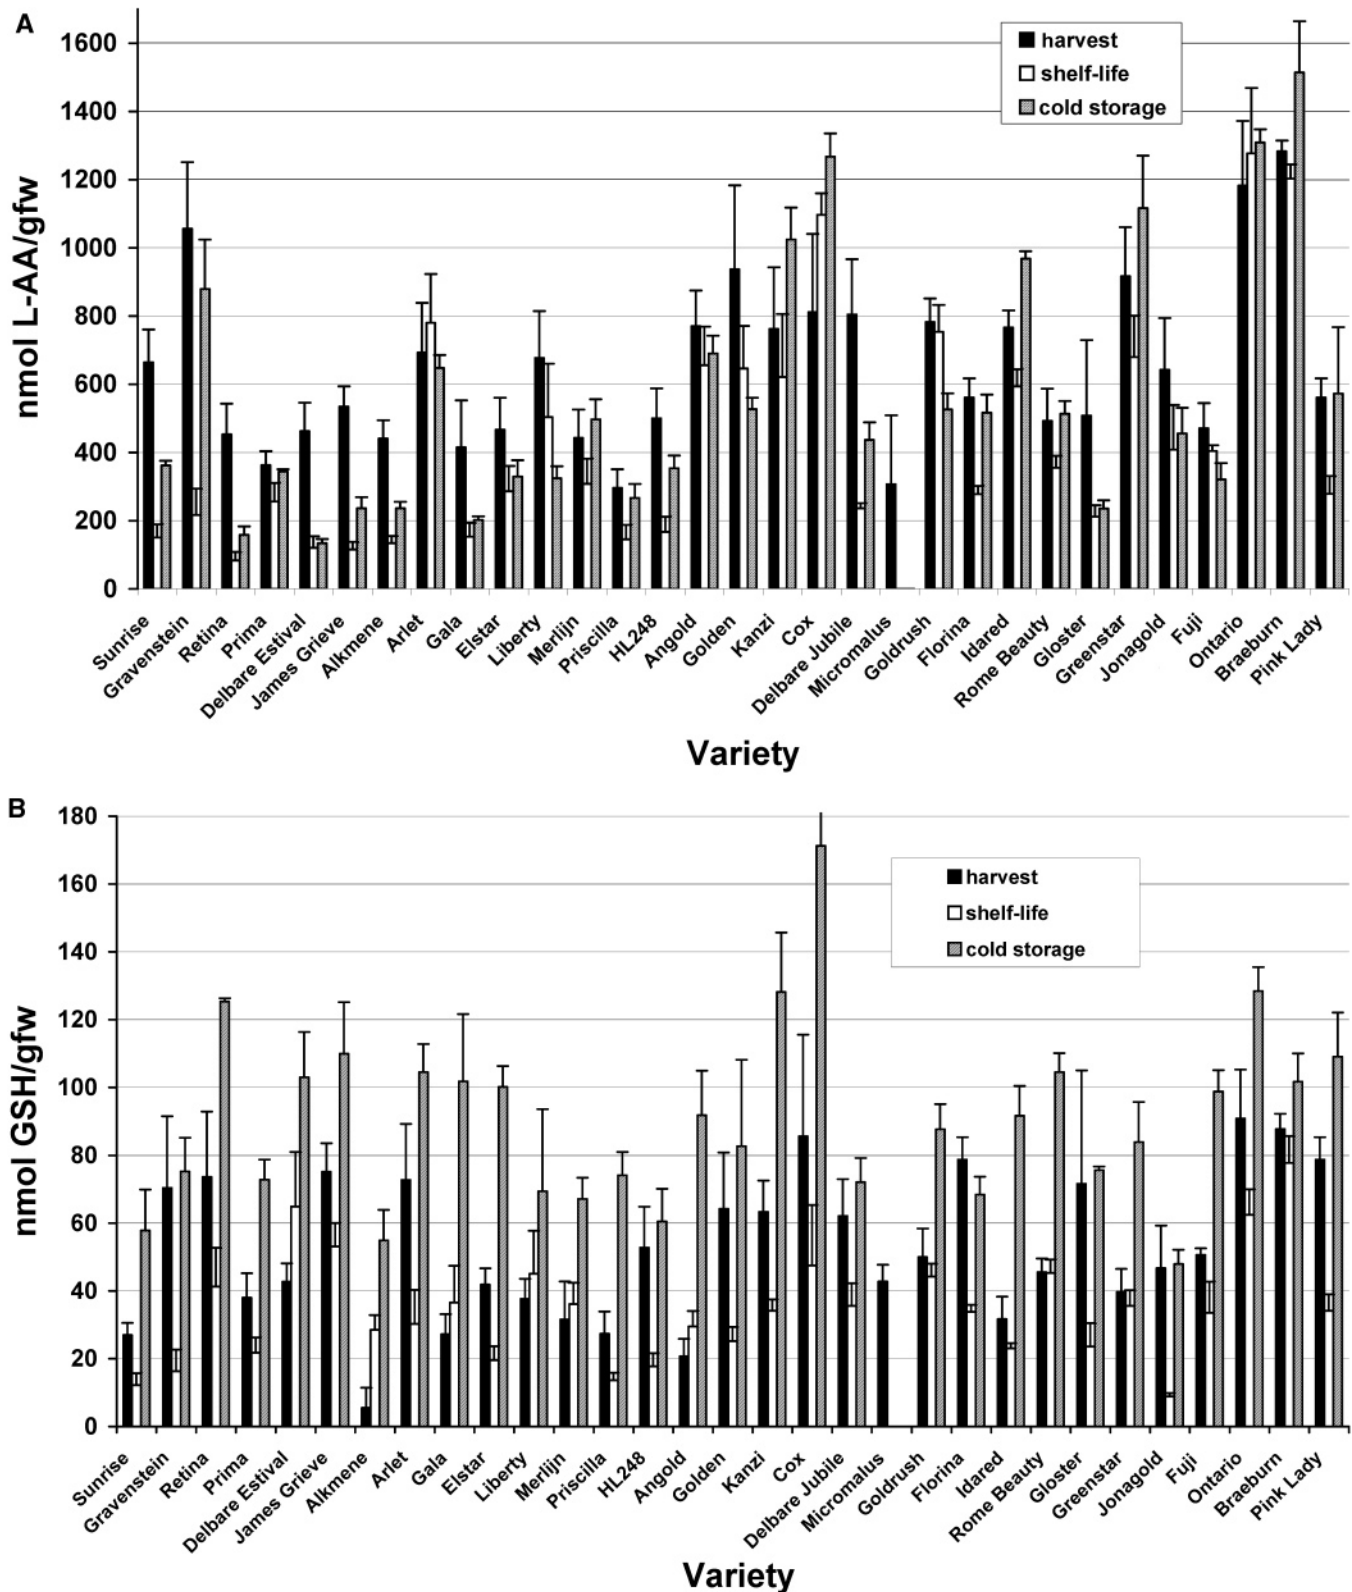 A
1600
1400
1200
1000
800
600
400
200
0
nmol L-AA/gfw
harvest
shelf-life
cold storage
Sunrise
Gravenstein
Retina
Prima
Delbare Estival
James Grieve
Alkmene
Arlet
Gala
Elstar
Liberty
Merlijn
Priscilla
HL248
Angold
Golden
Kanzi
Cox
Delbare Jubile
Micromalus
Goldrush
Florina
Idared
Rome Beauty
Gloster
Greenstar
Jonagold
Fuji
Ontario
Braeburn
Pink Lady
Variety
B
180
160
140
120
100
80
60
40
20
0
nmol GSH/gfw
harvest
shelf-life
cold storage
Sunrise
Gravenstein
Retina
Prima
Delbare Estival
James Grieve
Alkmene
Arlet
Gala
Elstar
Liberty
Merlijn
Priscilla
HL248
Angold
Golden
Kanzi
Cox
Delbare Jubile
Micromalus
Goldrush
Florina
Idared
Rome Beauty
Gloster
Greenstar
Jonagold
Fuji
Ontario
Braeburn
Pink Lady
Variety